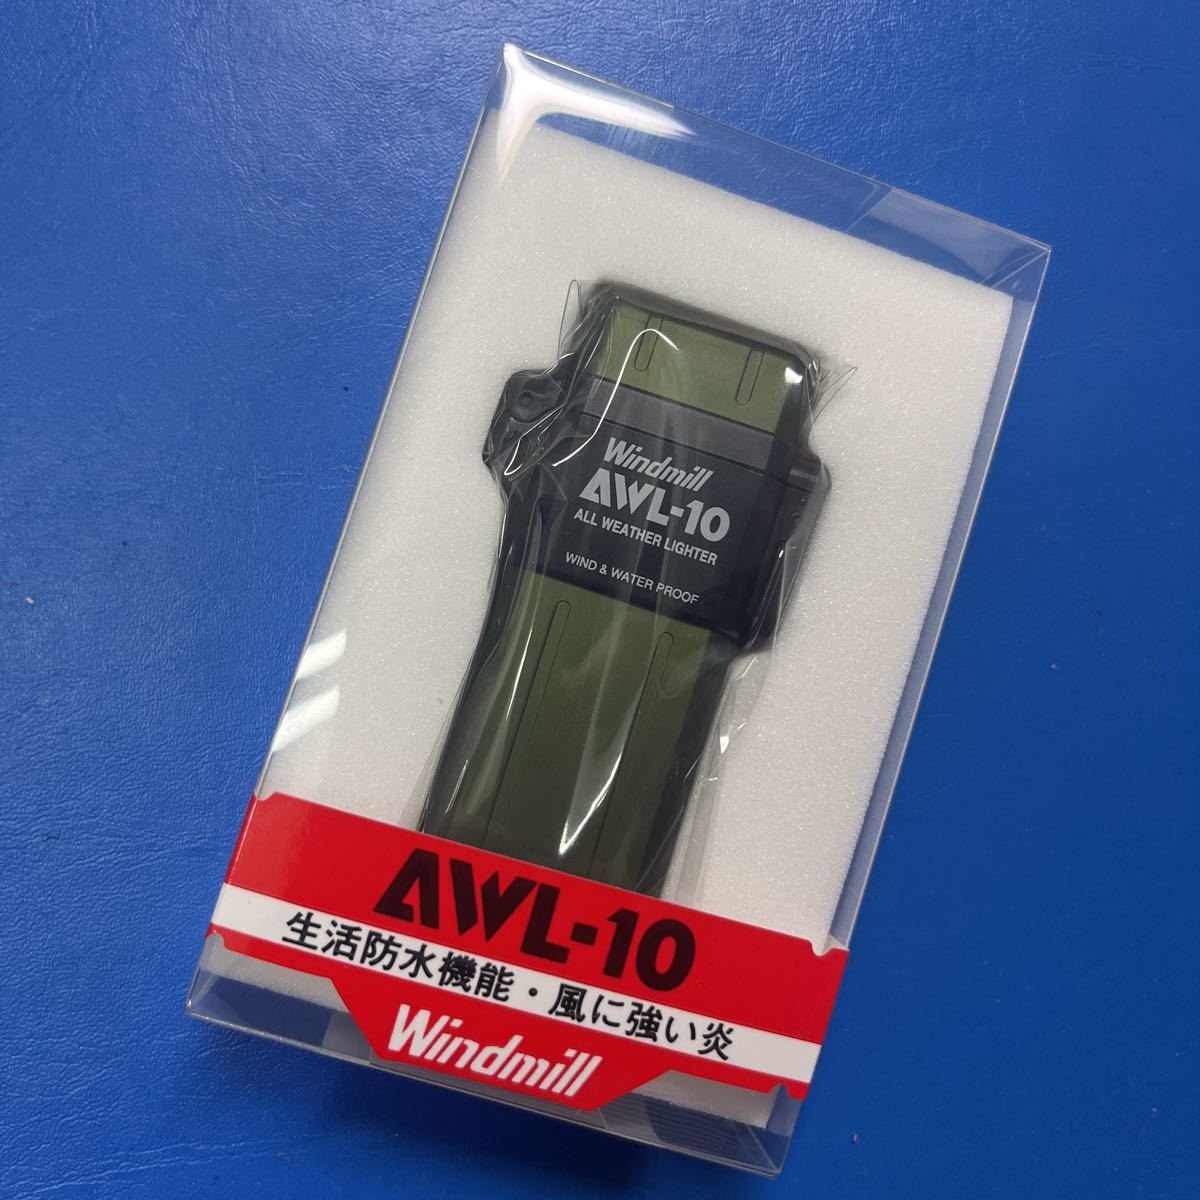 Windmill
AWL-10
ALL WEATHER LIGHTER
WIND & WATER PROOF
AWL-10
生活防水機能・風に強い炎
Windmill